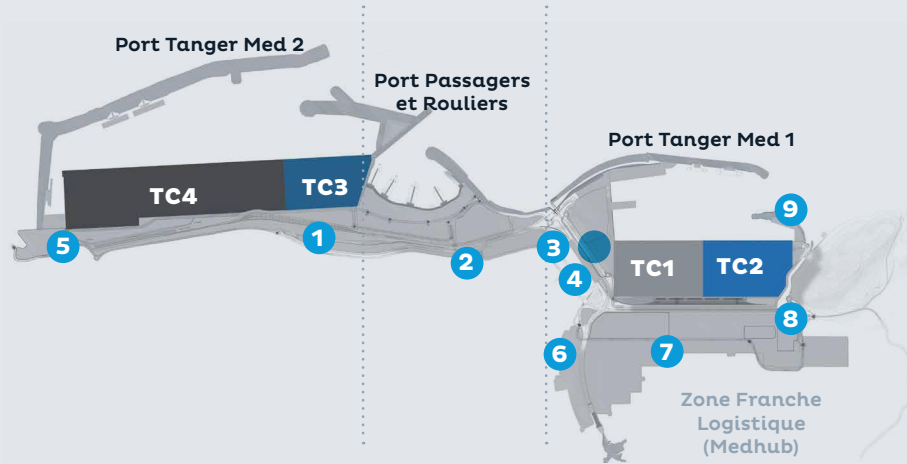 Port Tanger Med 2
Port Passagers
et Rouliers
Port Tanger Med 1
TC4
TC3
TC1
TC2
1
2
3
4
5
6
7
8
9
Zone Franche
Logistique
(Medhub)